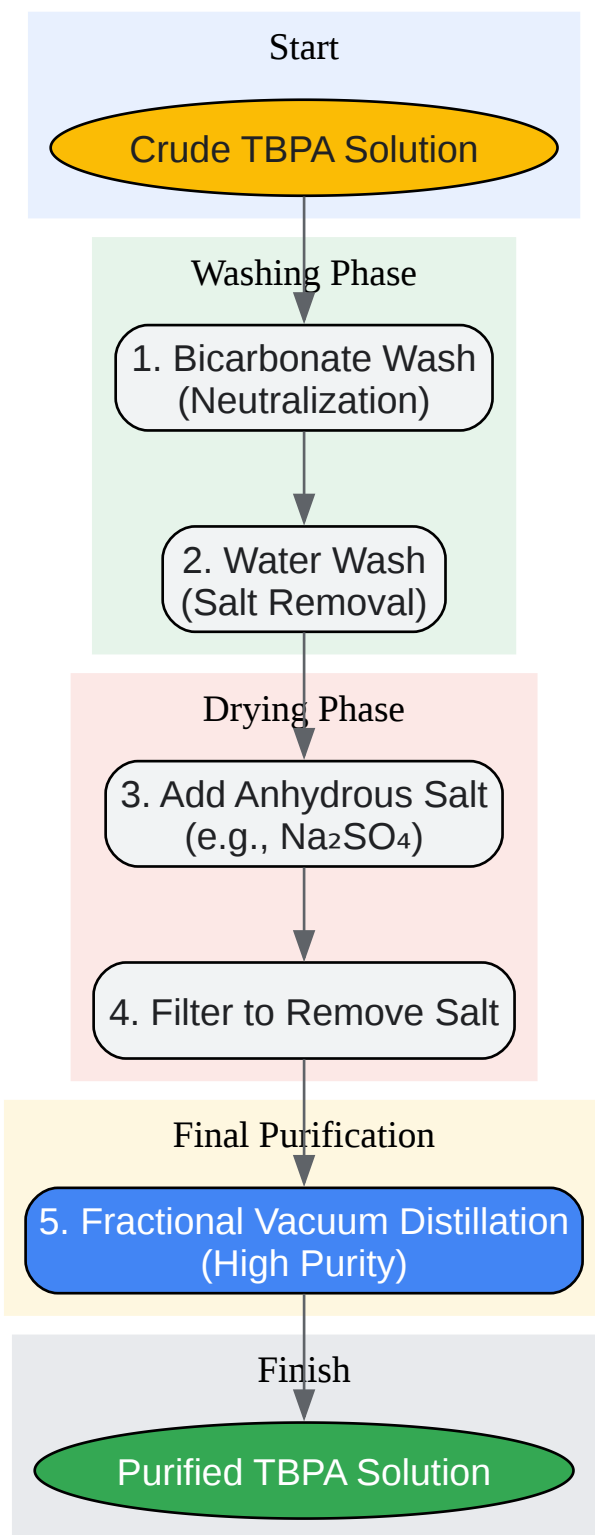 Start
Crude TBPA Solution
Washing Phase
1. Bicarbonate Wash
(Neutralization)
2. Water Wash
(Salt Removal)
Drying Phase
3. Add Anhydrous Salt
(e.g., Na₂SO₄)
4. Filter to Remove Salt
Final Purification
5. Fractional Vacuum Distillation
(High Purity)
Finish
Purified TBPA Solution